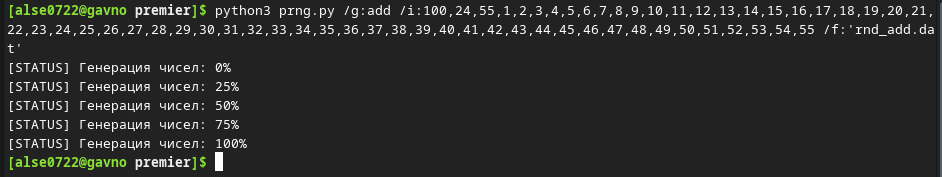 [alse0722@gavno premier]$ python3 prng.py /g:add /i:100,24,55,1,2,3,4,5,6,7,8,9,10,11,12,13,14,15,16,17,18,19,20,21,
22,23,24,25,26,27,28,29,30,31,32,33,34,35,36,37,38,39,40,41,42,43,44,45,46,47,48,49,50,51,52,53,54,55 /f:'rnd_add.da
t'
[STATUS] Генерация чисел: 0%
[STATUS] Генерация чисел: 25%
[STATUS] Генерация чисел: 50%
[STATUS] Генерация чисел: 75%
[STATUS] Генерация чисел: 100%
[alse0722@gavno premier]$